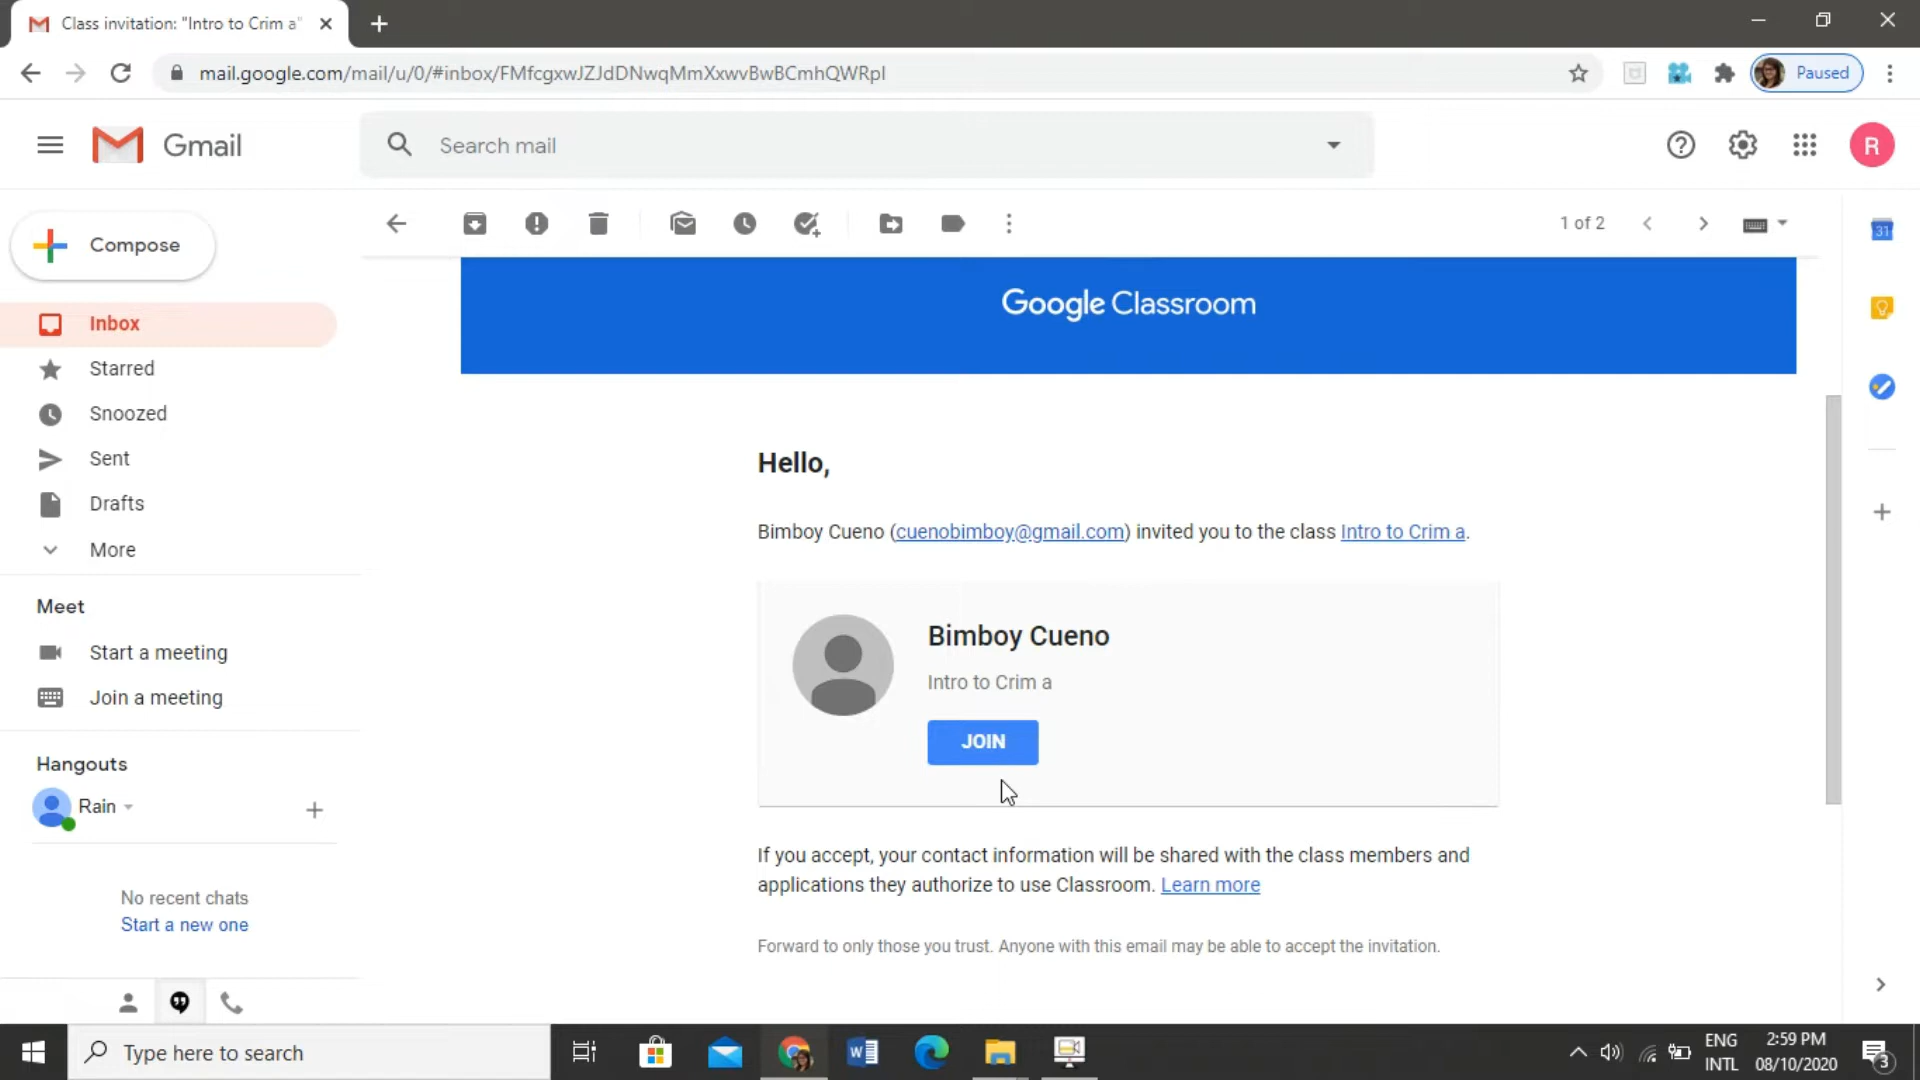 Class invitation: "Intro to Crim a"
mail.google.com/mail/u/0/#inbox/FMfcgxwJZJdDNwqMmXxwvBwBCmhQWRpl
Paused
Gmail
Search mail
R
Compose
1 of 2
31
Google Classroom
Inbox
Starred
Snoozed
Sent
Drafts
More
Hello,
Bimboy Cueno (cuenobimboy@gmail.com) invited you to the class Intro to Crim a.
Bimboy Cueno
Intro to Crim a
JOIN
Meet
Start a meeting
Join a meeting
Hangouts
Rain
If you accept, your contact information will be shared with the class members and
applications they authorize to use Classroom. Learn more
No recent chats
Start a new one
Forward to only those you trust. Anyone with this email may be able to accept the invitation.
Type here to search
ENG
INTL
2:59 PM
08/10/2020
3